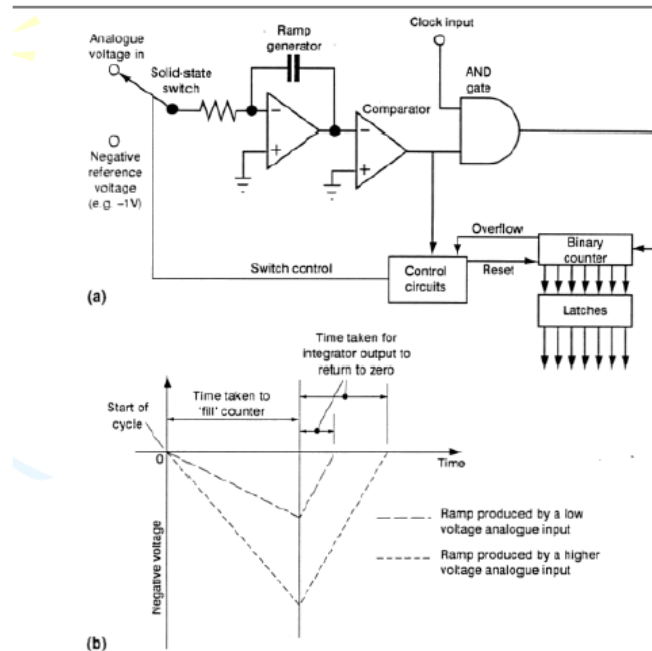 Analogue
voltage in
Solid-state
switch
Ramp
generator
Clock input
AND
gate
Comparator
Negative
reference
voltage
(e.g. –1V)
Switch control
Control
circuits
Overflow
Reset
Binary
counter
Latches
(a)
Time taken for
integrator output to
return to zero
Time taken to
'fill' counter
Start of
cycle
0
Time
Negative voltage
Ramp produced by a low
voltage analogue input
Ramp produced by a higher
voltage analogue input
(b)